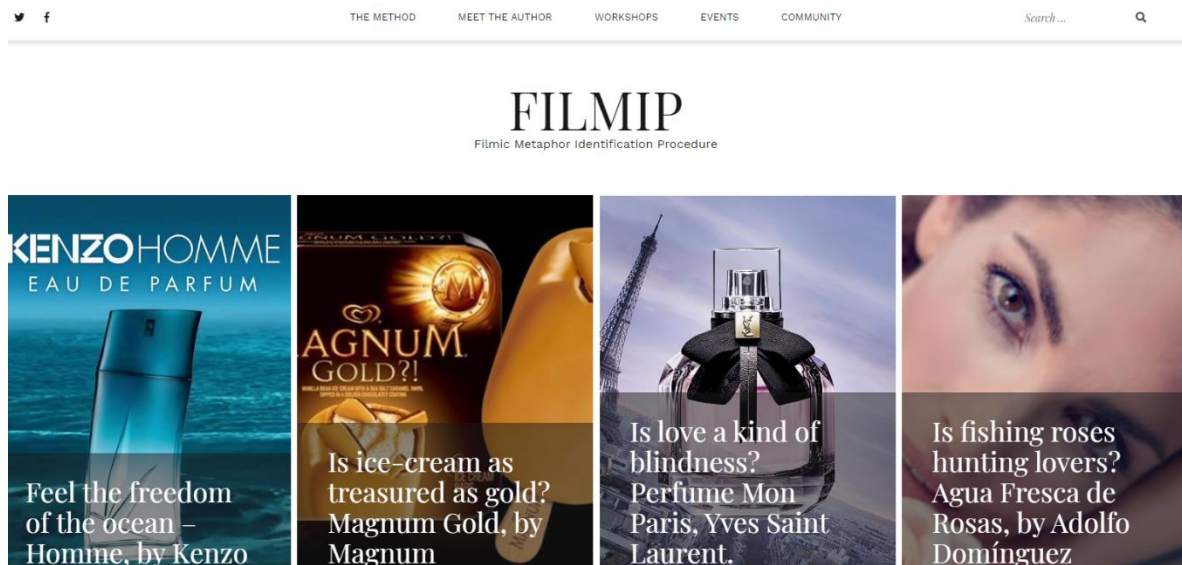 THE METHOD MEET THE AUTHOR WORKSHOPS EVENTS COMMUNITY Search ...
FILMIP
Filmic Metaphor Identification Procedure
KENZOHOMME
EAU DE PARFUM
Feel the freedom
of the ocean –
Homme, by Kenzo
M
AGNUM
GOLD?!
Is ice-cream as
treasured as gold?
Magnum Gold, by
Magnum
Is love a kind of
blindness?
Perfume Mon
Paris, Yves Saint
Laurent.
Is fishing roses
hunting lovers?
Agua Fresca de
Rosas, by Adolfo
Domínguez